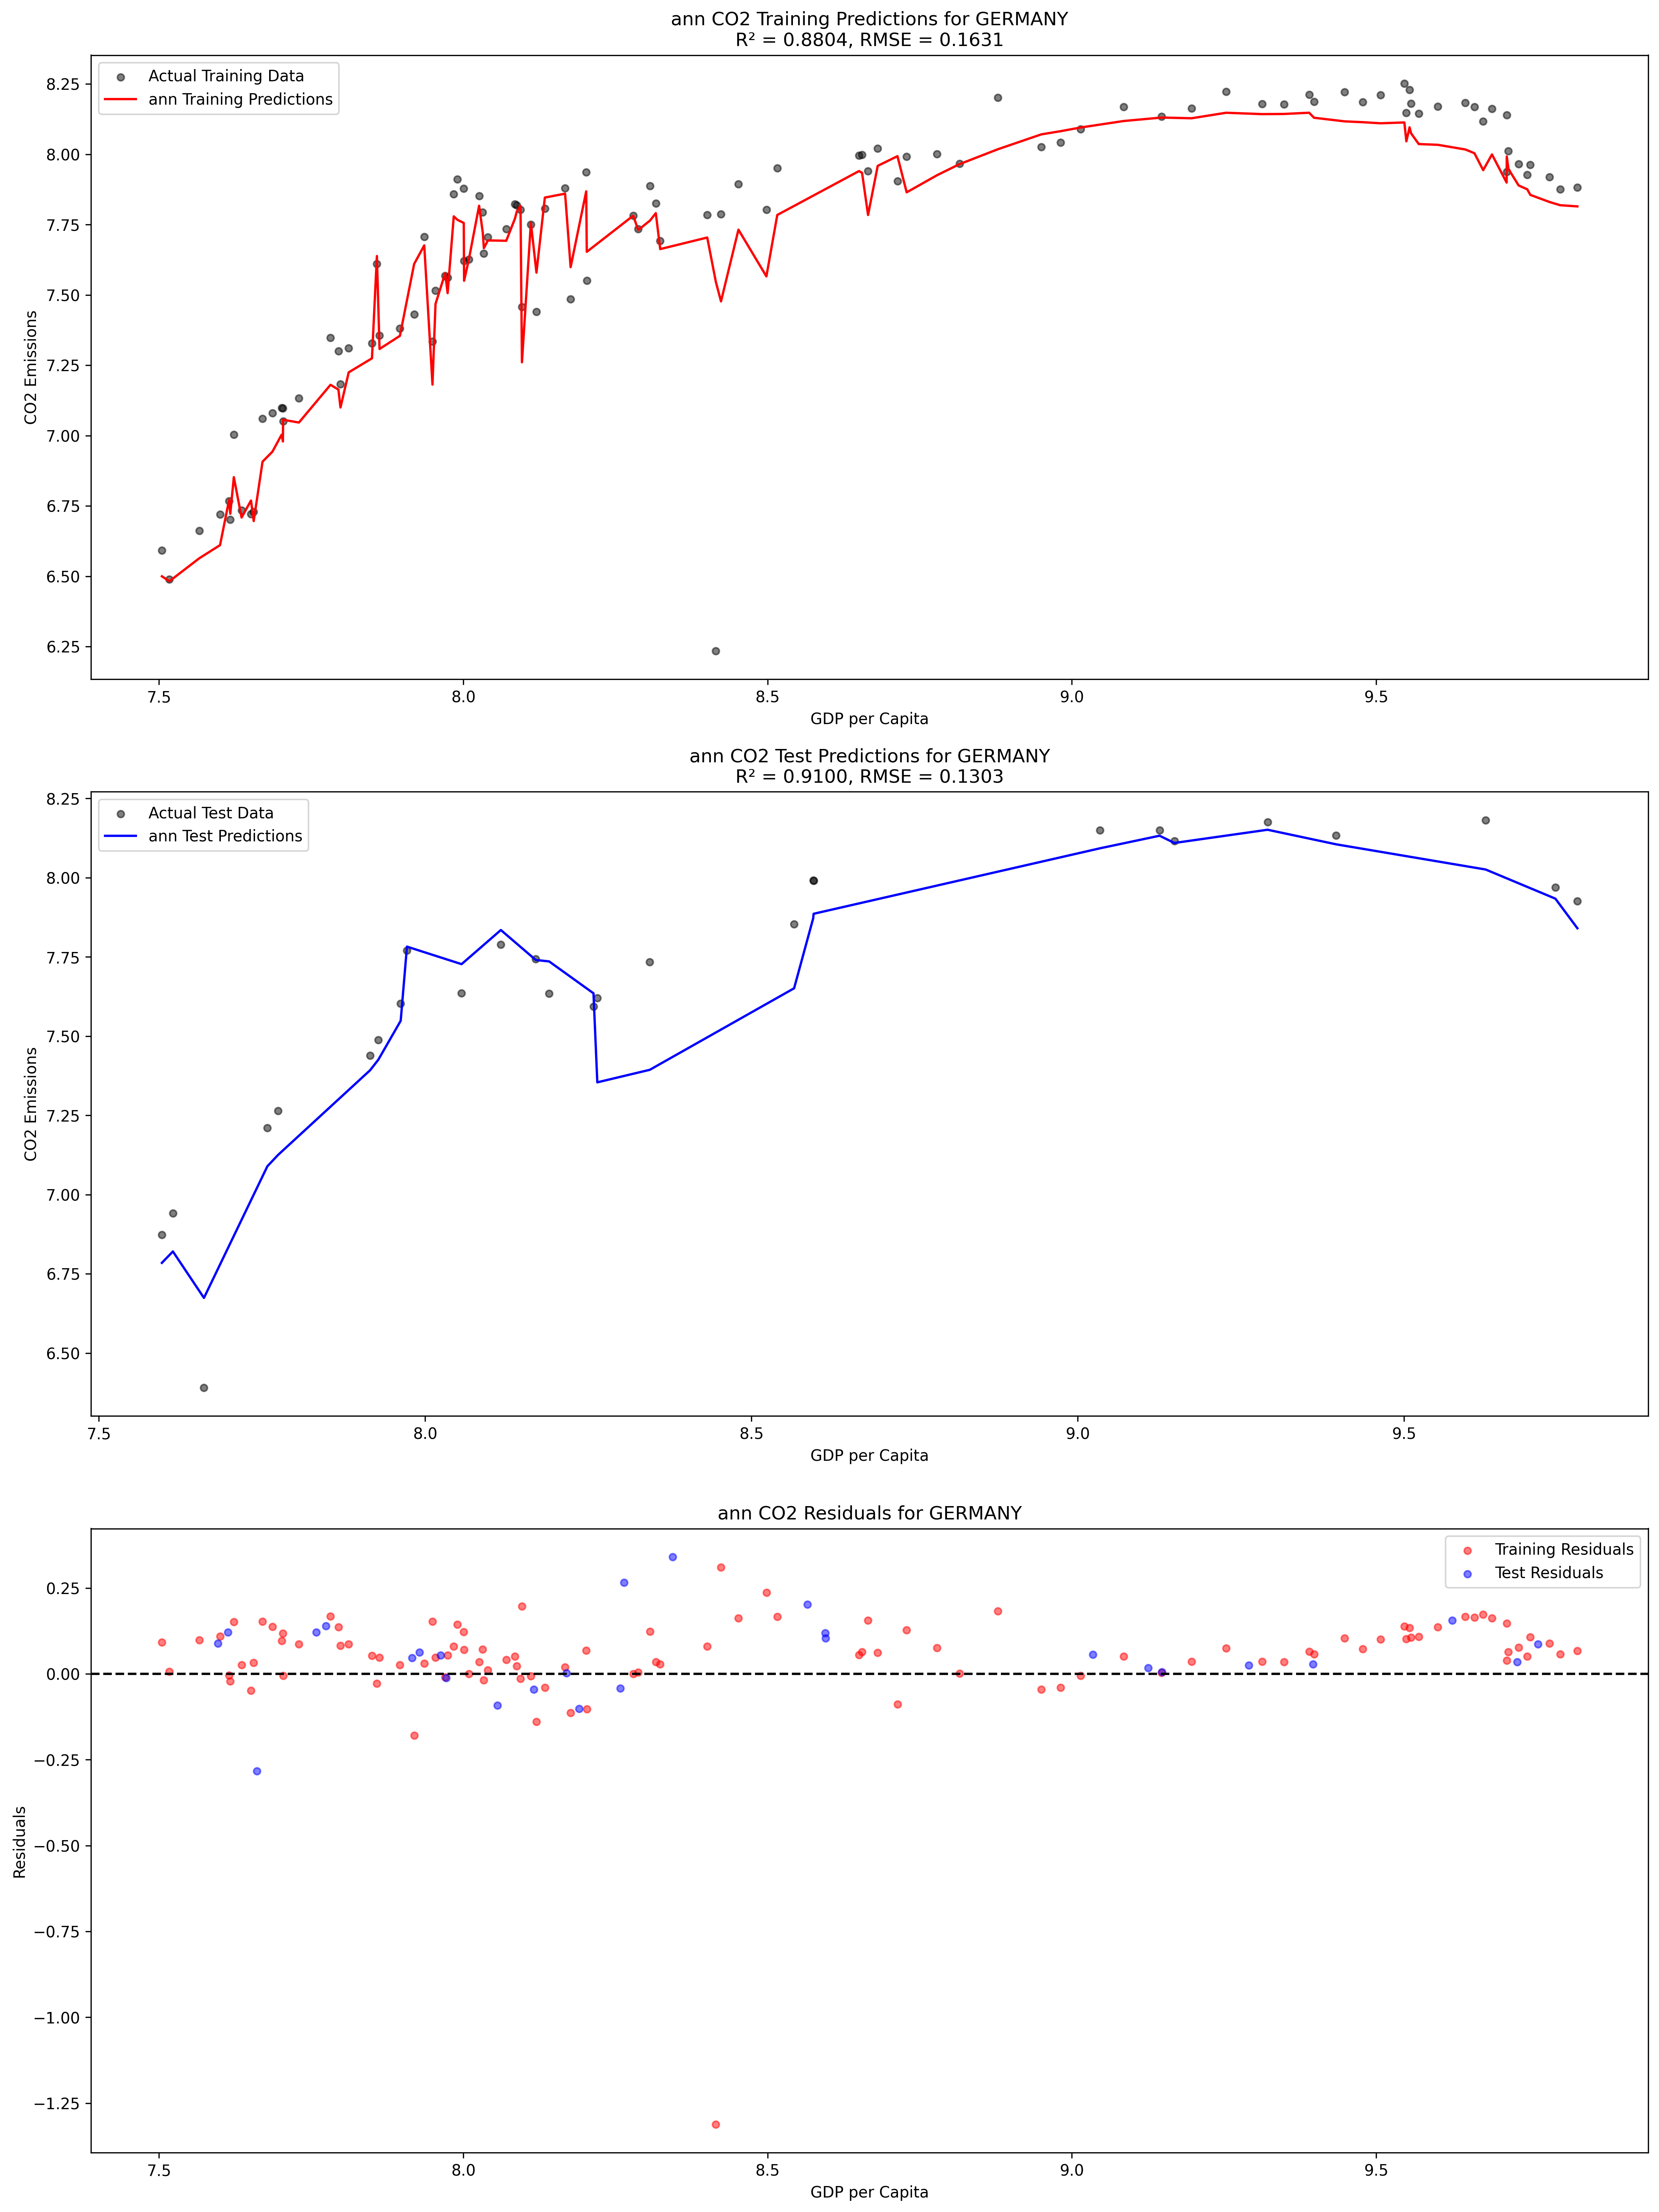 ann CO2 Training Predictions for GERMANY
R² = 0.8804, RMSE = 0.1631
Actual Training Data
ann Training Predictions
8.25
8.00
7.75
7.50
7.25
7.00
6.75
6.50
6.25
CO2 Emissions
7.5 8.0 8.5 9.0 9.5
GDP per Capita
ann CO2 Test Predictions for GERMANY
R² = 0.9100, RMSE = 0.1303
Actual Test Data
ann Test Predictions
8.25
8.00
7.75
7.50
7.25
7.00
6.75
6.50
CO2 Emissions
7.5 8.0 8.5 9.0 9.5
GDP per Capita
ann CO2 Residuals for GERMANY
Training Residuals
Test Residuals
0.25
0.00
−0.25
−0.50
−0.75
−1.00
−1.25
Residuals
7.5 8.0 8.5 9.0 9.5
GDP per Capita